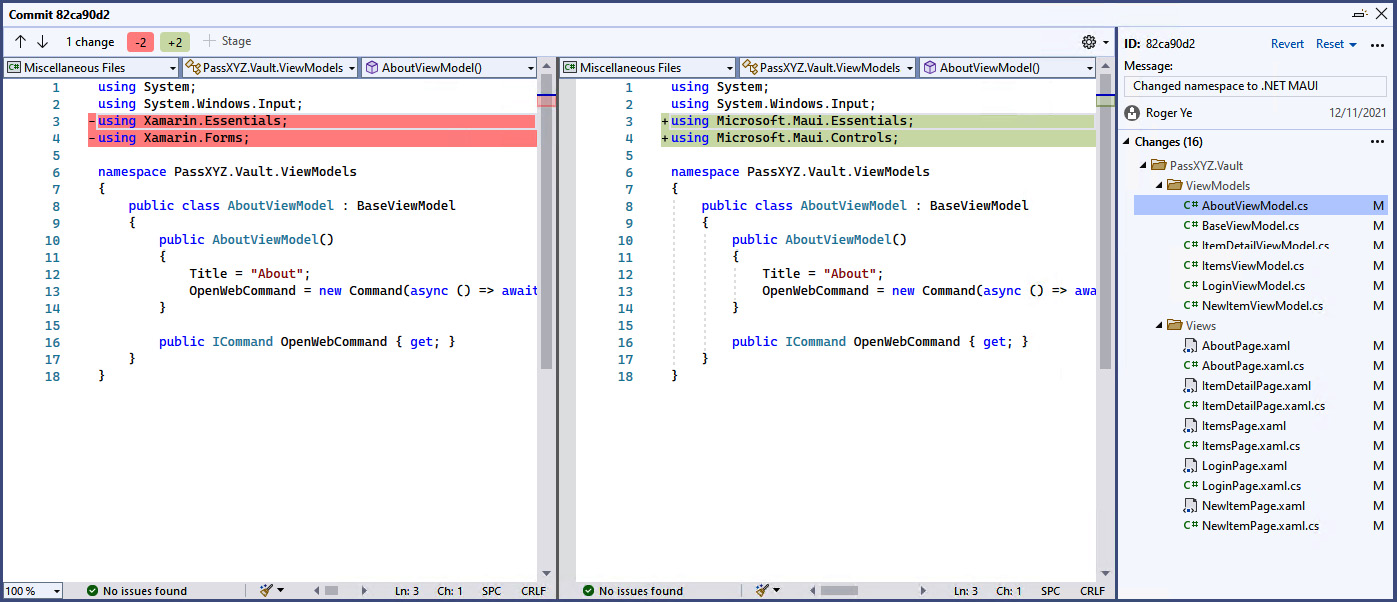 Commit 82ca90d2
1 change -2 +2 Stage
Miscellaneous Files PassXYZ.Vault.ViewModels AboutViewModel()
1 using System;
2 using System.Windows.Input;
3 -using Xamarin.Essentials;
4 -using Xamarin.Forms;
5
6 namespace PassXYZ.Vault.ViewModels
7 {
8 public class AboutViewModel : BaseViewModel
9 {
10 public AboutViewModel()
11 {
12 Title = "About";
13 OpenWebCommand = new Command(async () => await
14 }
15
16 public ICommand OpenWebCommand { get; }
17 }
18 }
100 % No issues found Ln: 3 Ch: 1 SPC CRLF
C# Miscellaneous Files PassXYZ.Vault.ViewModels AboutViewModel()
1 using System;
2 using System.Windows.Input;
3 +using Microsoft.Maui.Essentials;
4 +using Microsoft.Maui.Controls;
5
6 namespace PassXYZ.Vault.ViewModels
7 {
8 public class AboutViewModel : BaseViewModel
9 {
10 public AboutViewModel()
11 {
12 Title = "About";
13 OpenWebCommand = new Command(async () => awa
14 }
15
16 public ICommand OpenWebCommand { get; }
17 }
18 }
No issues found Ln: 3 Ch: 1 SPC CRLF
ID: 82ca90d2 Revert Reset
Message:
Changed namespace to .NET MAUI
Roger Ye 12/11/2021
Changes (16)
PassXYZ.Vault
ViewModels
C# AboutViewModel.cs M
C# BaseViewModel.cs M
C# ItemDetailViewModel.cs M
C# ItemsViewModel.cs M
C# LoginViewModel.cs M
C# NewItemViewModel.cs M
Views
AboutPage.xaml M
C# AboutPage.xaml.cs M
ItemDetailPage.xaml M
C# ItemDetailPage.xaml.cs M
ItemsPage.xaml M
C# ItemsPage.xaml.cs M
LoginPage.xaml M
C# LoginPage.xaml.cs M
NewItemPage.xaml M
C# NewItemPage.xaml.cs M